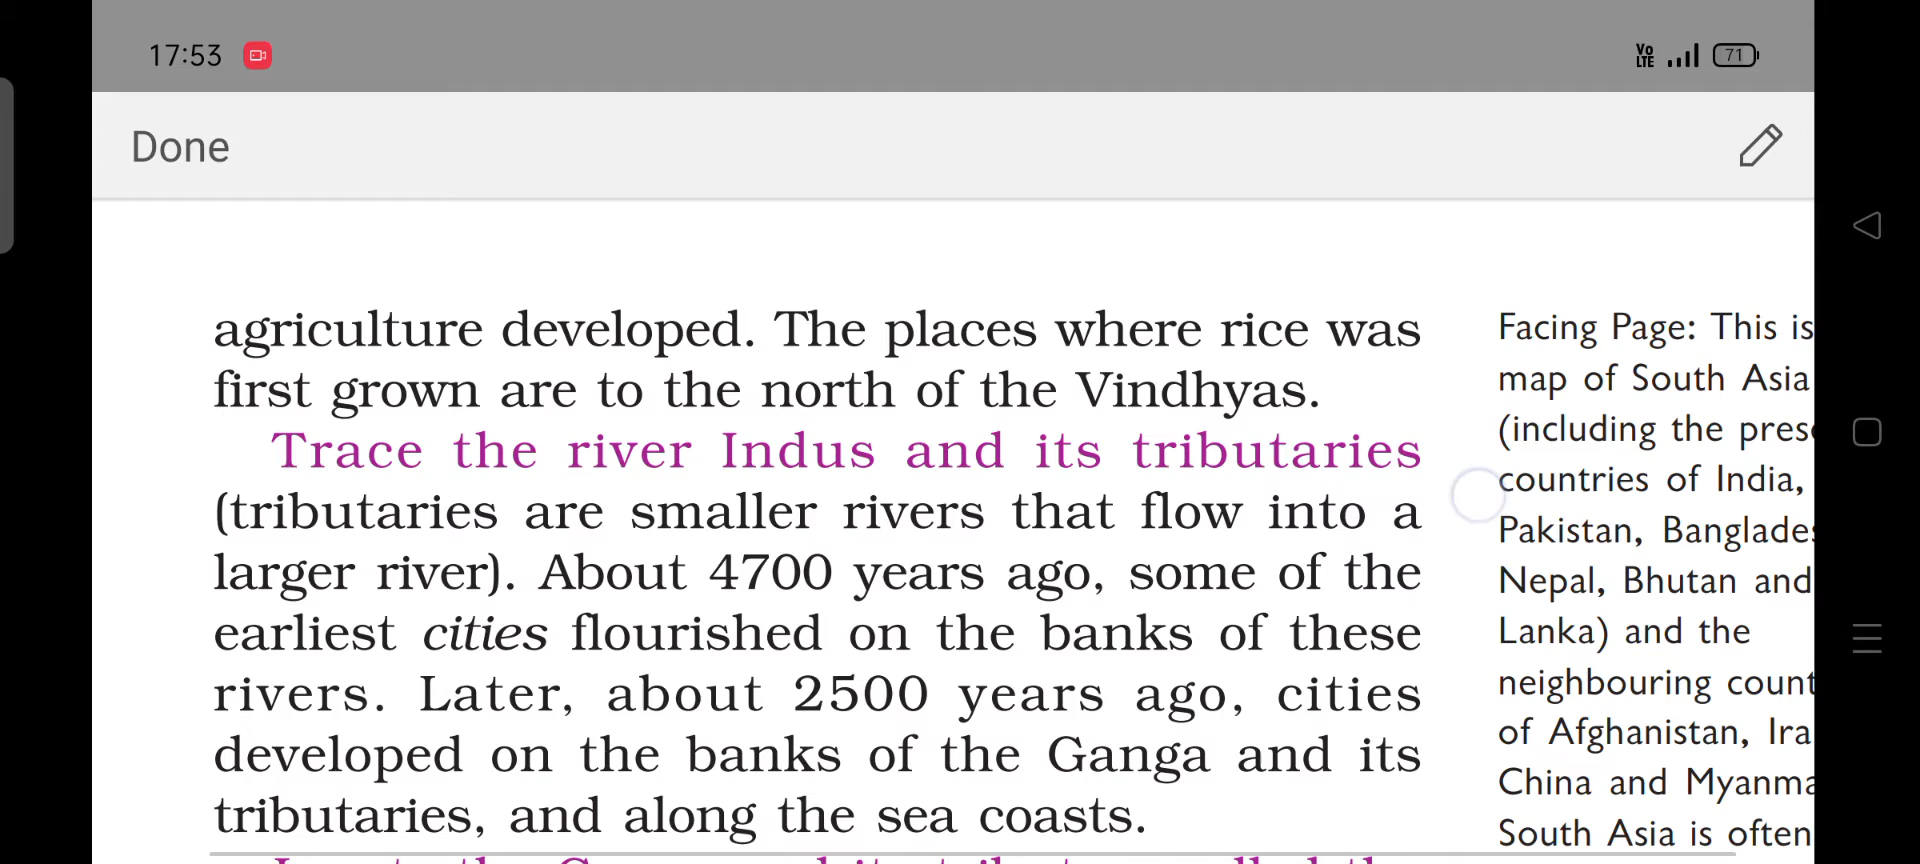 17:53
Vo LTE 71
Done
agriculture developed. The places where rice was
first grown are to the north of the Vindhyas.
Trace the river Indus and its tributaries
(tributaries are smaller rivers that flow into a
larger river). About 4700 years ago, some of the
earliest cities flourished on the banks of these
rivers. Later, about 2500 years ago, cities
developed on the banks of the Ganga and its
tributaries, and along the sea coasts.
Facing Page: This is
map of South Asia
(including the pres
countries of India,
Pakistan, Banglades
Nepal, Bhutan and
Lanka) and the
neighbouring count
of Afghanistan, Ira
China and Myanma
South Asia is often